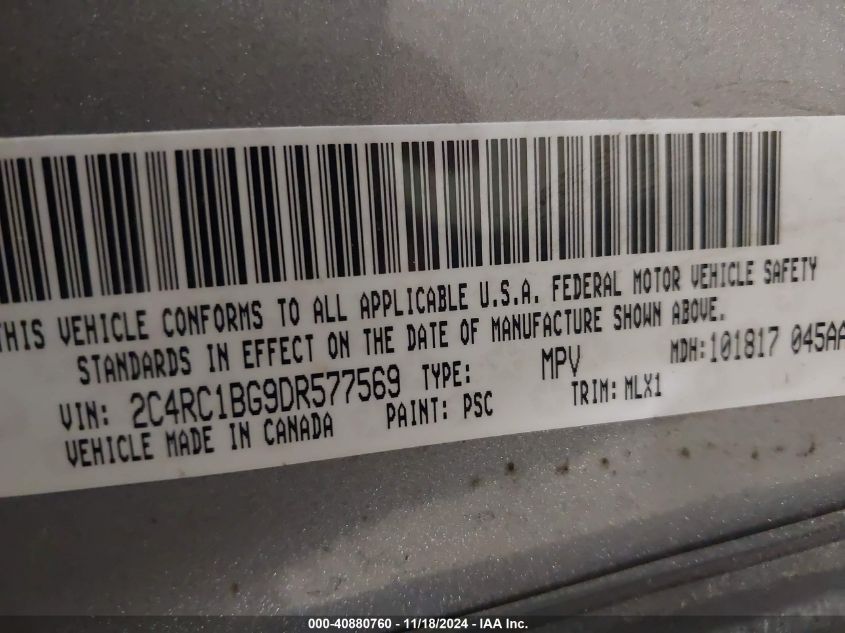 THIS VEHICLE CONFORMS TO ALL APPLICABLE U.S.A. FEDERAL MOTOR VEHICLE SAFETY
STANDARDS IN EFFECT ON THE DATE OF MANUFACTURE SHOWN ABOVE.
VIN: 2C4RC1BG9DR577569 TYPE: MPV MDH:101817 045AA
VEHICLE MADE IN CANADA PAINT: PSC TRIM: MLX1
000-40880760 - 11/18/2024 - IAA Inc.